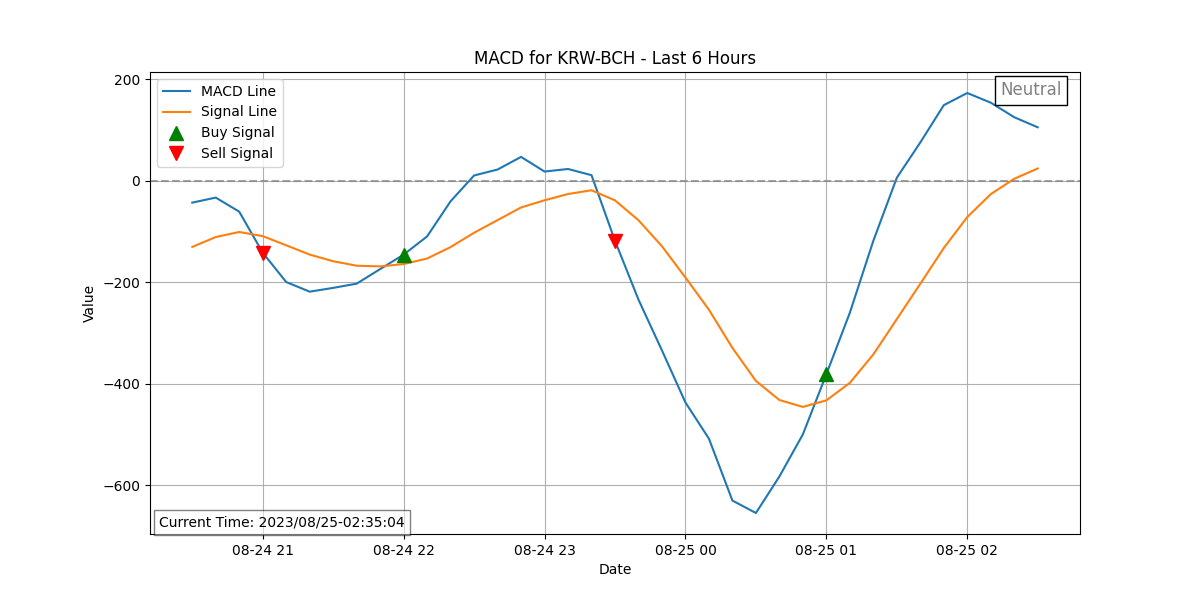 MACD for KRW-BCH - Last 6 Hours
MACD Line
Signal Line
Buy Signal
Sell Signal
Neutral
200
0
−200
−400
−600
Value
Current Time: 2023/08/25-02:35:04
08-24 21
08-24 22
08-24 23
08-25 00
08-25 01
08-25 02
Date